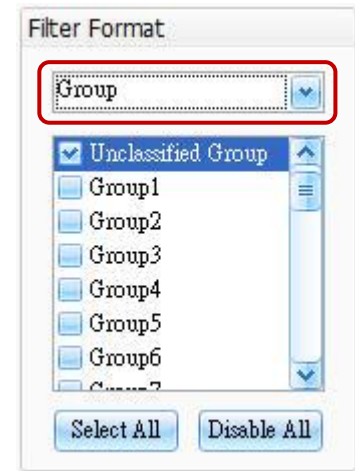 Filter Format
Group
Unclassified Group
Group1
Group2
Group3
Group4
Group5
Group6
Select All Disable All